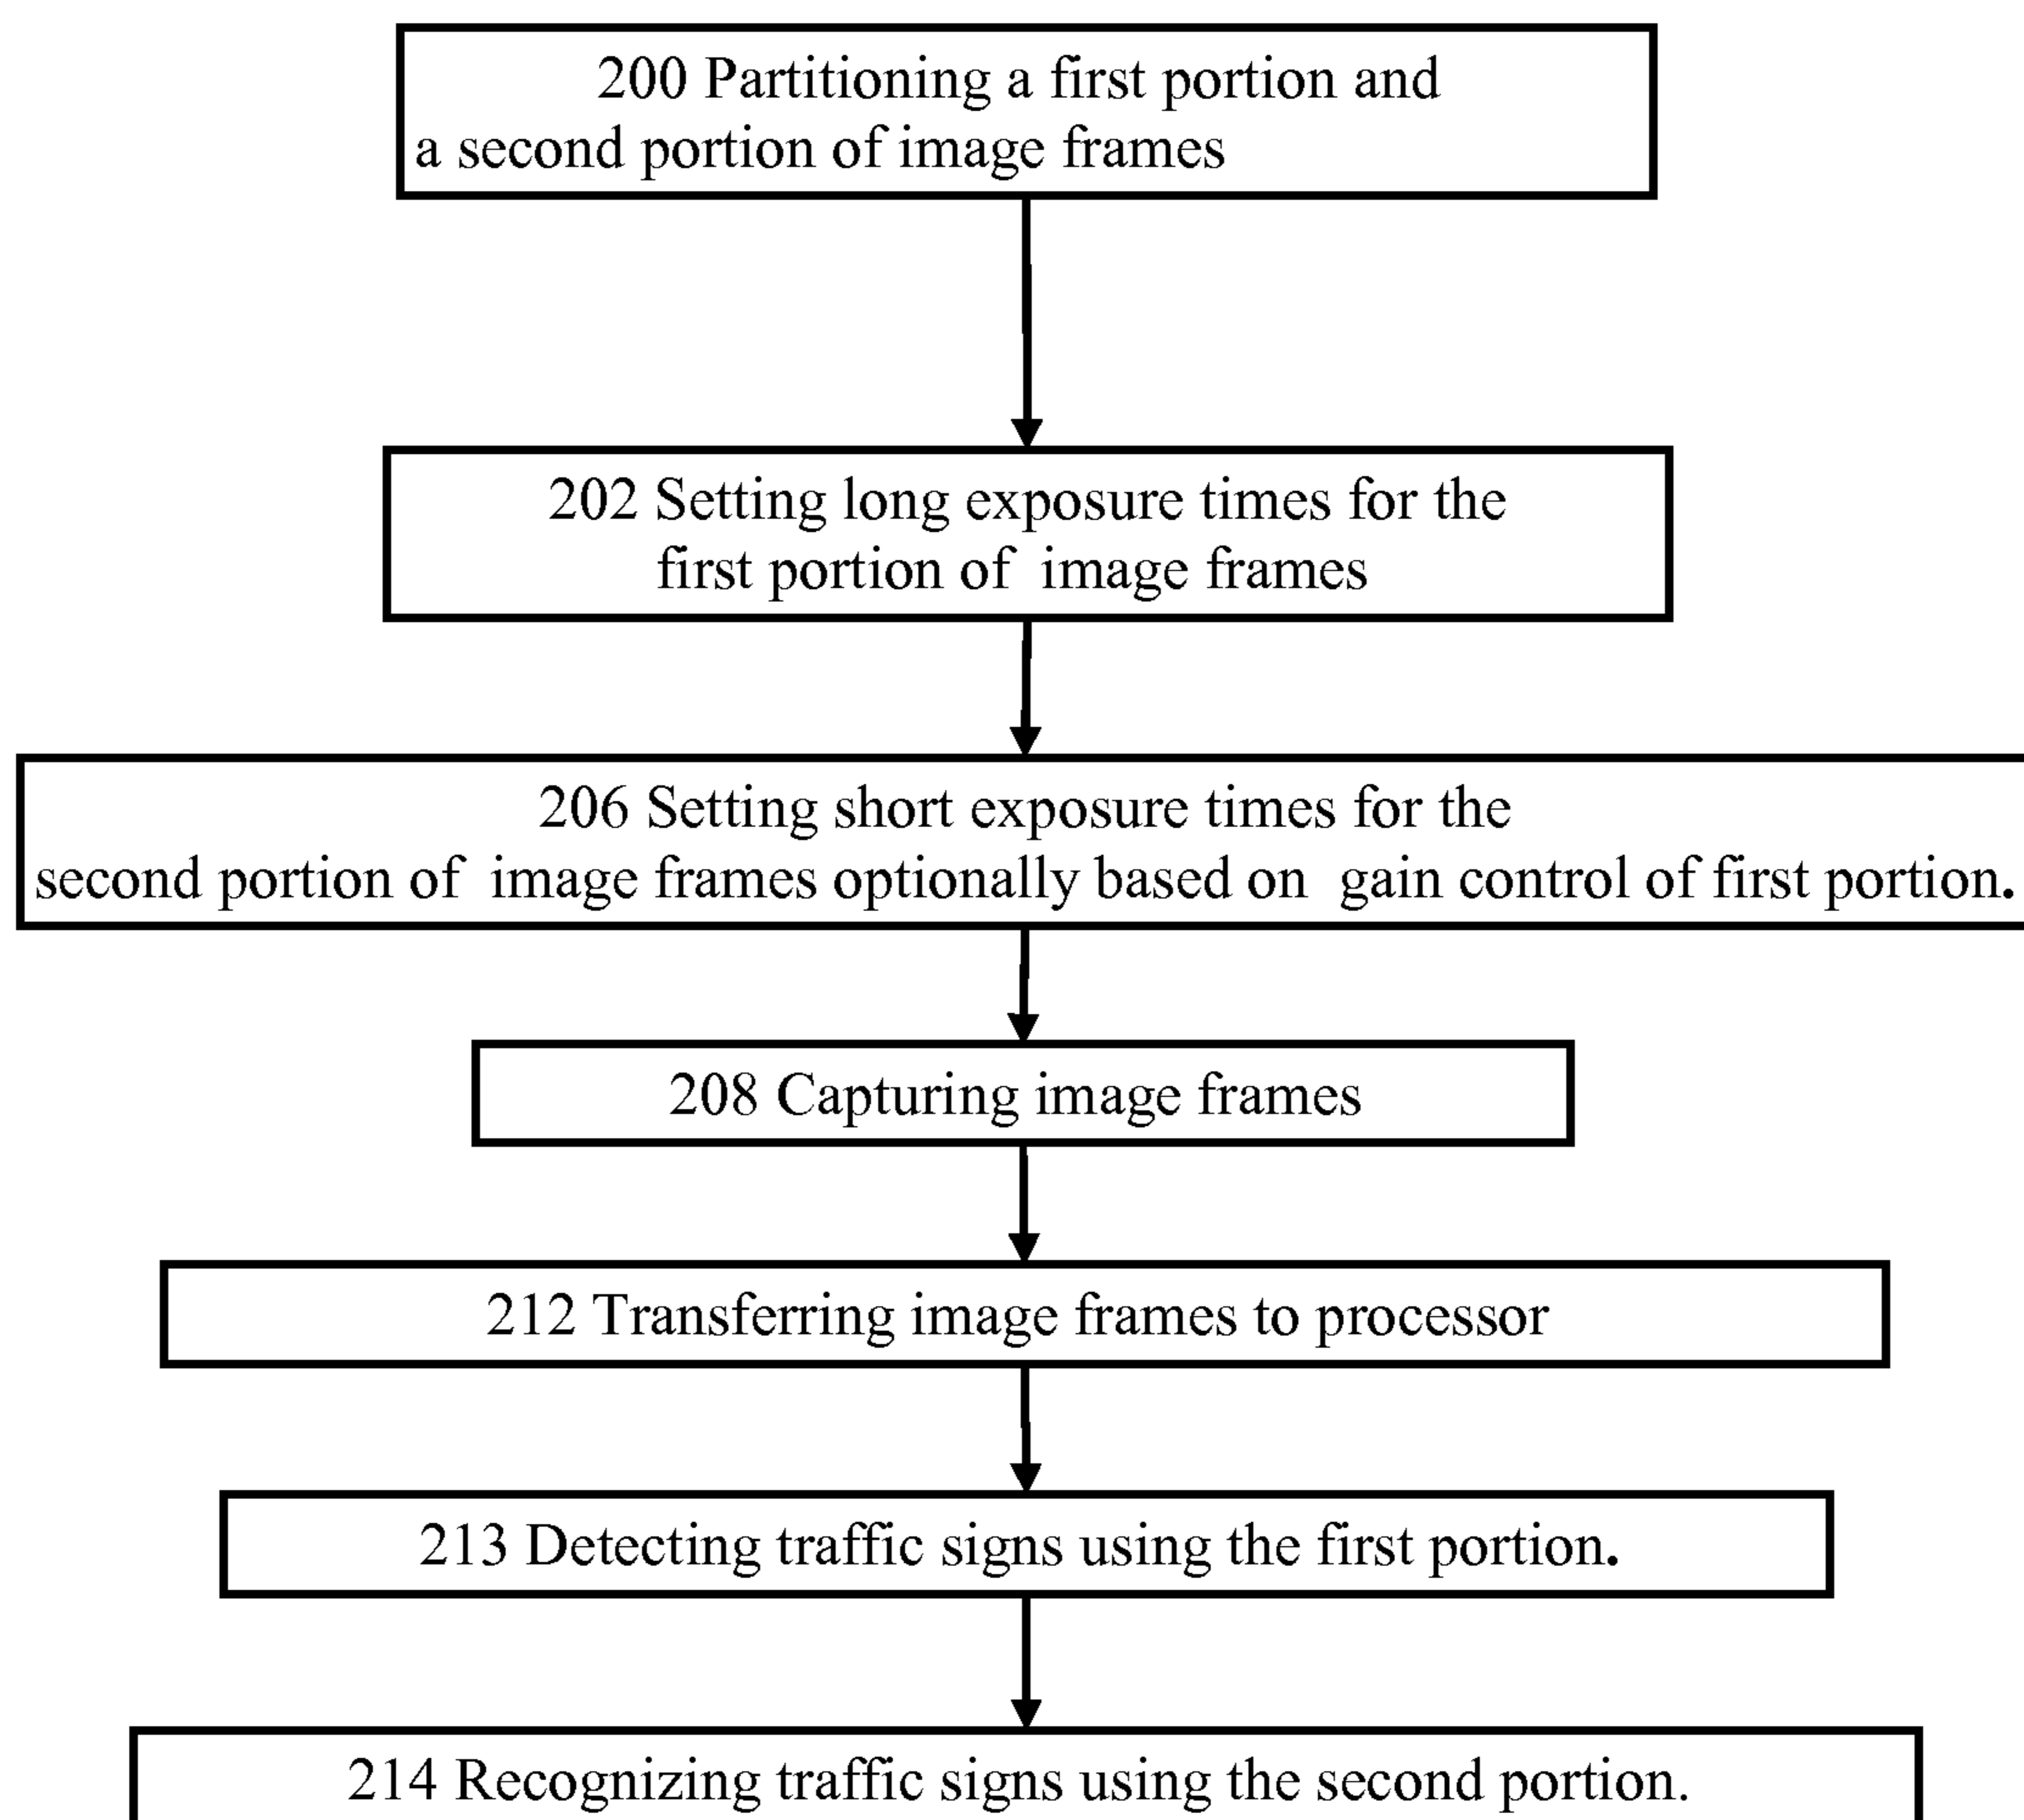 200 Partitioning a first portion and
a second portion of image frames
202 Setting long exposure times for the
first portion of image frames
206 Setting short exposure times for the
second portion of image frames optionally based on gain control of first portion.
208 Capturing image frames
212 Transferring image frames to processor
213 Detecting traffic signs using the first portion.
214 Recognizing traffic signs using the second portion.